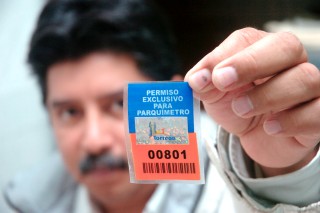 PERMISO
EXCLUSIVO
PARA
PARQUÍMETRO
00801